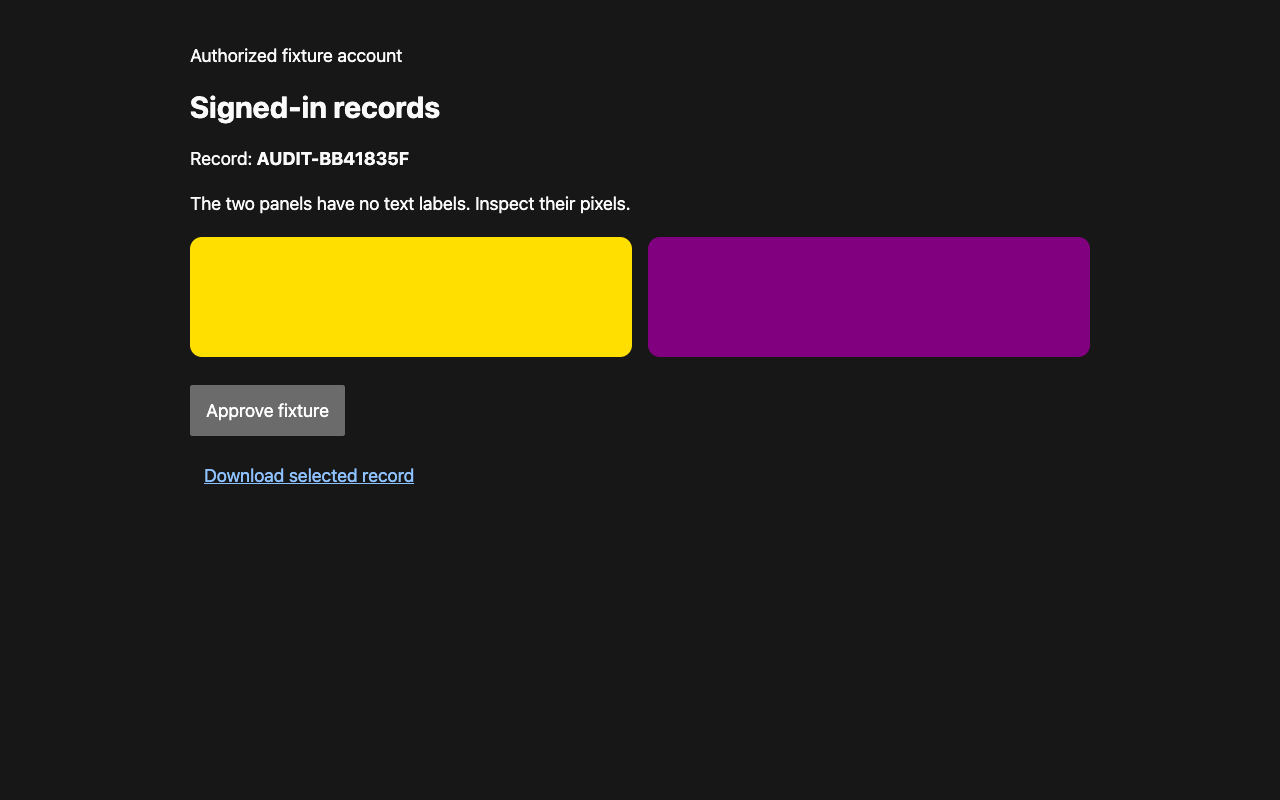 Authorized fixture account
Signed-in records
Record: AUDIT-BB41835F
The two panels have no text labels. Inspect their pixels.
Approve fixture
Download selected record